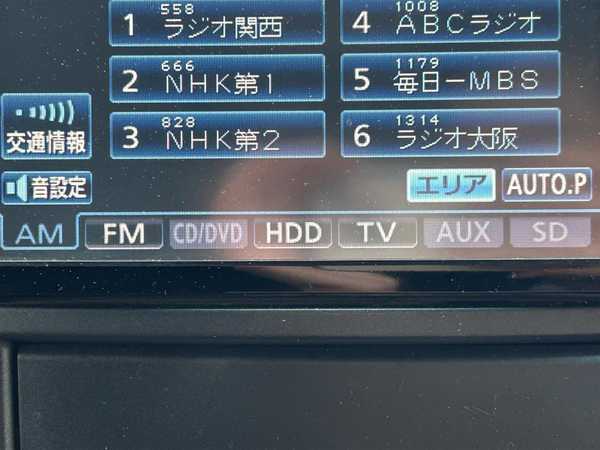 558
1 ラジオ関西
1008
4 ABCラジオ
666
2 NHK第1
1179
5 毎日ーMBS
828
3 NHK第2
1314
6 ラジオ大阪
交通情報
音設定
エリア AUTO.P
AM FM CD/DVD HDD TV AUX SD